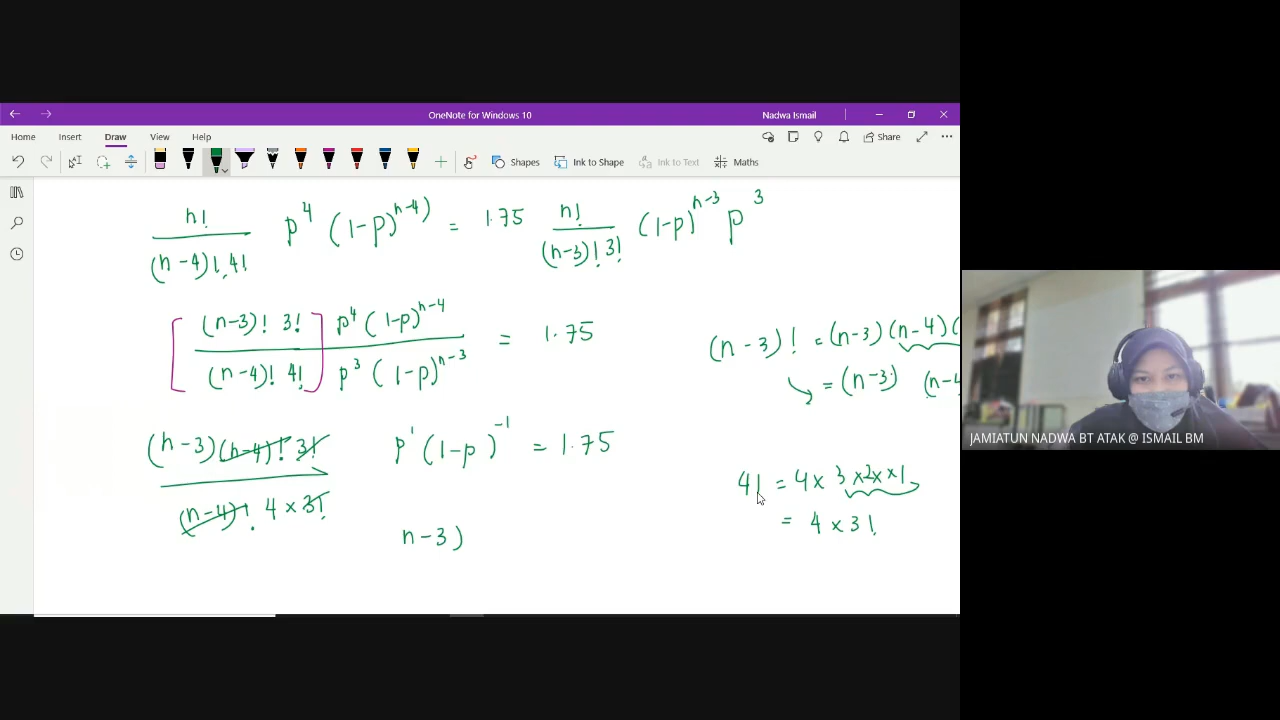 OneNote for Windows 10
Nadwa Ismail
Home Insert Draw View Help
Share
Shapes Ink to Shape Ink to Text Maths
n!/(n-4)!4! p^4 (1-p)^(n-4) = 1.75 n!/(n-3)!3! (1-p)^(n-3) p^3
[(n-3)! 3!/(n-4)! 4!] p^4 (1-p)^(n-4)/p^3 (1-p)^(n-3) = 1.75
(n-3)! = (n-3)(n-4)(
= (n-3) (n-4
(n-3)(n-4)! 3!/(n-4)! 4 × 3! p^1 (1-p)^-1 = 1.75
4! = 4 × 3 × 2 × × 1
= 4 × 3!
n-3)
JAMIATUN NADWA BT ATAK @ ISMAIL BM